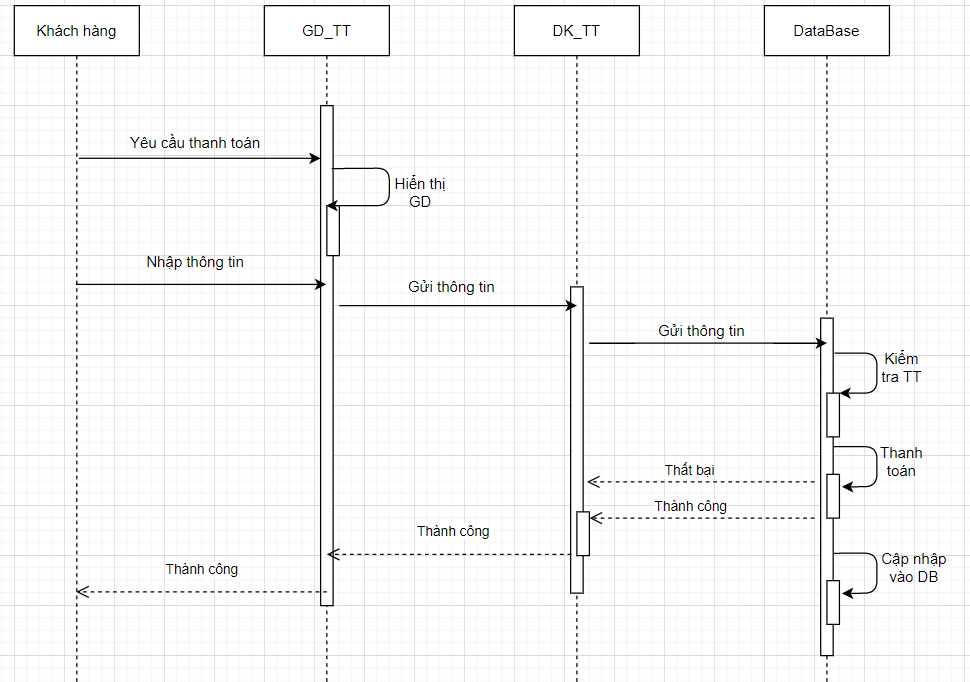 Khách hàng
GD_TT
DK_TT
DataBase
Yêu cầu thanh toán
Hiển thị
GD
Nhập thông tin
Gửi thông tin
Gửi thông tin
Kiểm
tra TT
Thanh
toán
Thất bại
Thành công
Thành công
Cập nhập
vào DB
Thành công